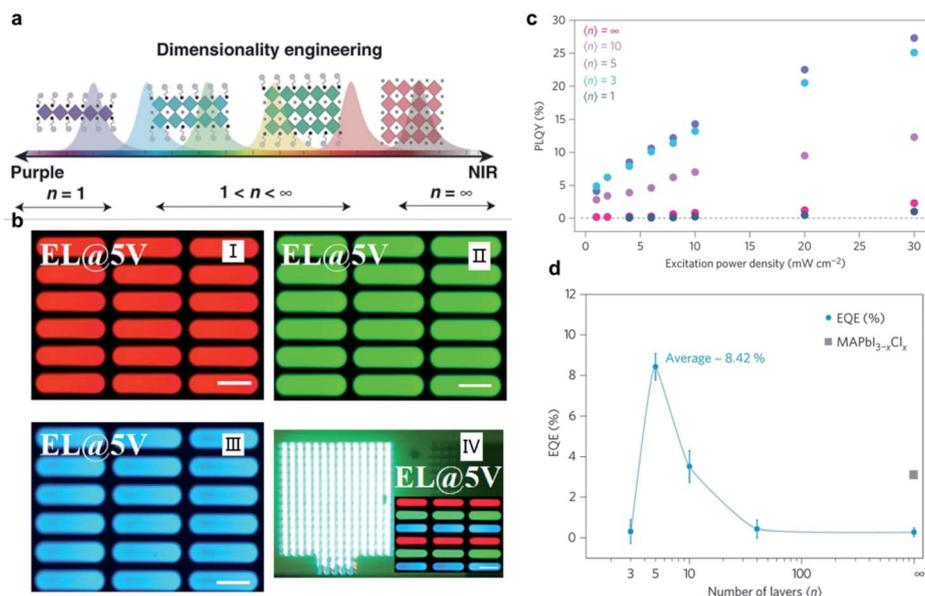 a
Dimensionality engineering
Purple
NIR
n = 1
1 < n < ∞
n = ∞
b
EL@5V
I
EL@5V
II
EL@5V
III
IV
EL@5V
c
PLQY (%)
30
25
20
15
10
5
0
⟨n⟩ = ∞
⟨n⟩ = 10
⟨n⟩ = 5
⟨n⟩ = 3
⟨n⟩ = 1
0 5 10 15 20 25 30
Excitation power density (mW cm⁻²)
d
EQE (%)
12
10
8
6
4
2
0
EQE (%)
MAPbI₃₋ₓClₓ
Average ~ 8.42 %
3 5 10 100 ∞
Number of layers ⟨n⟩